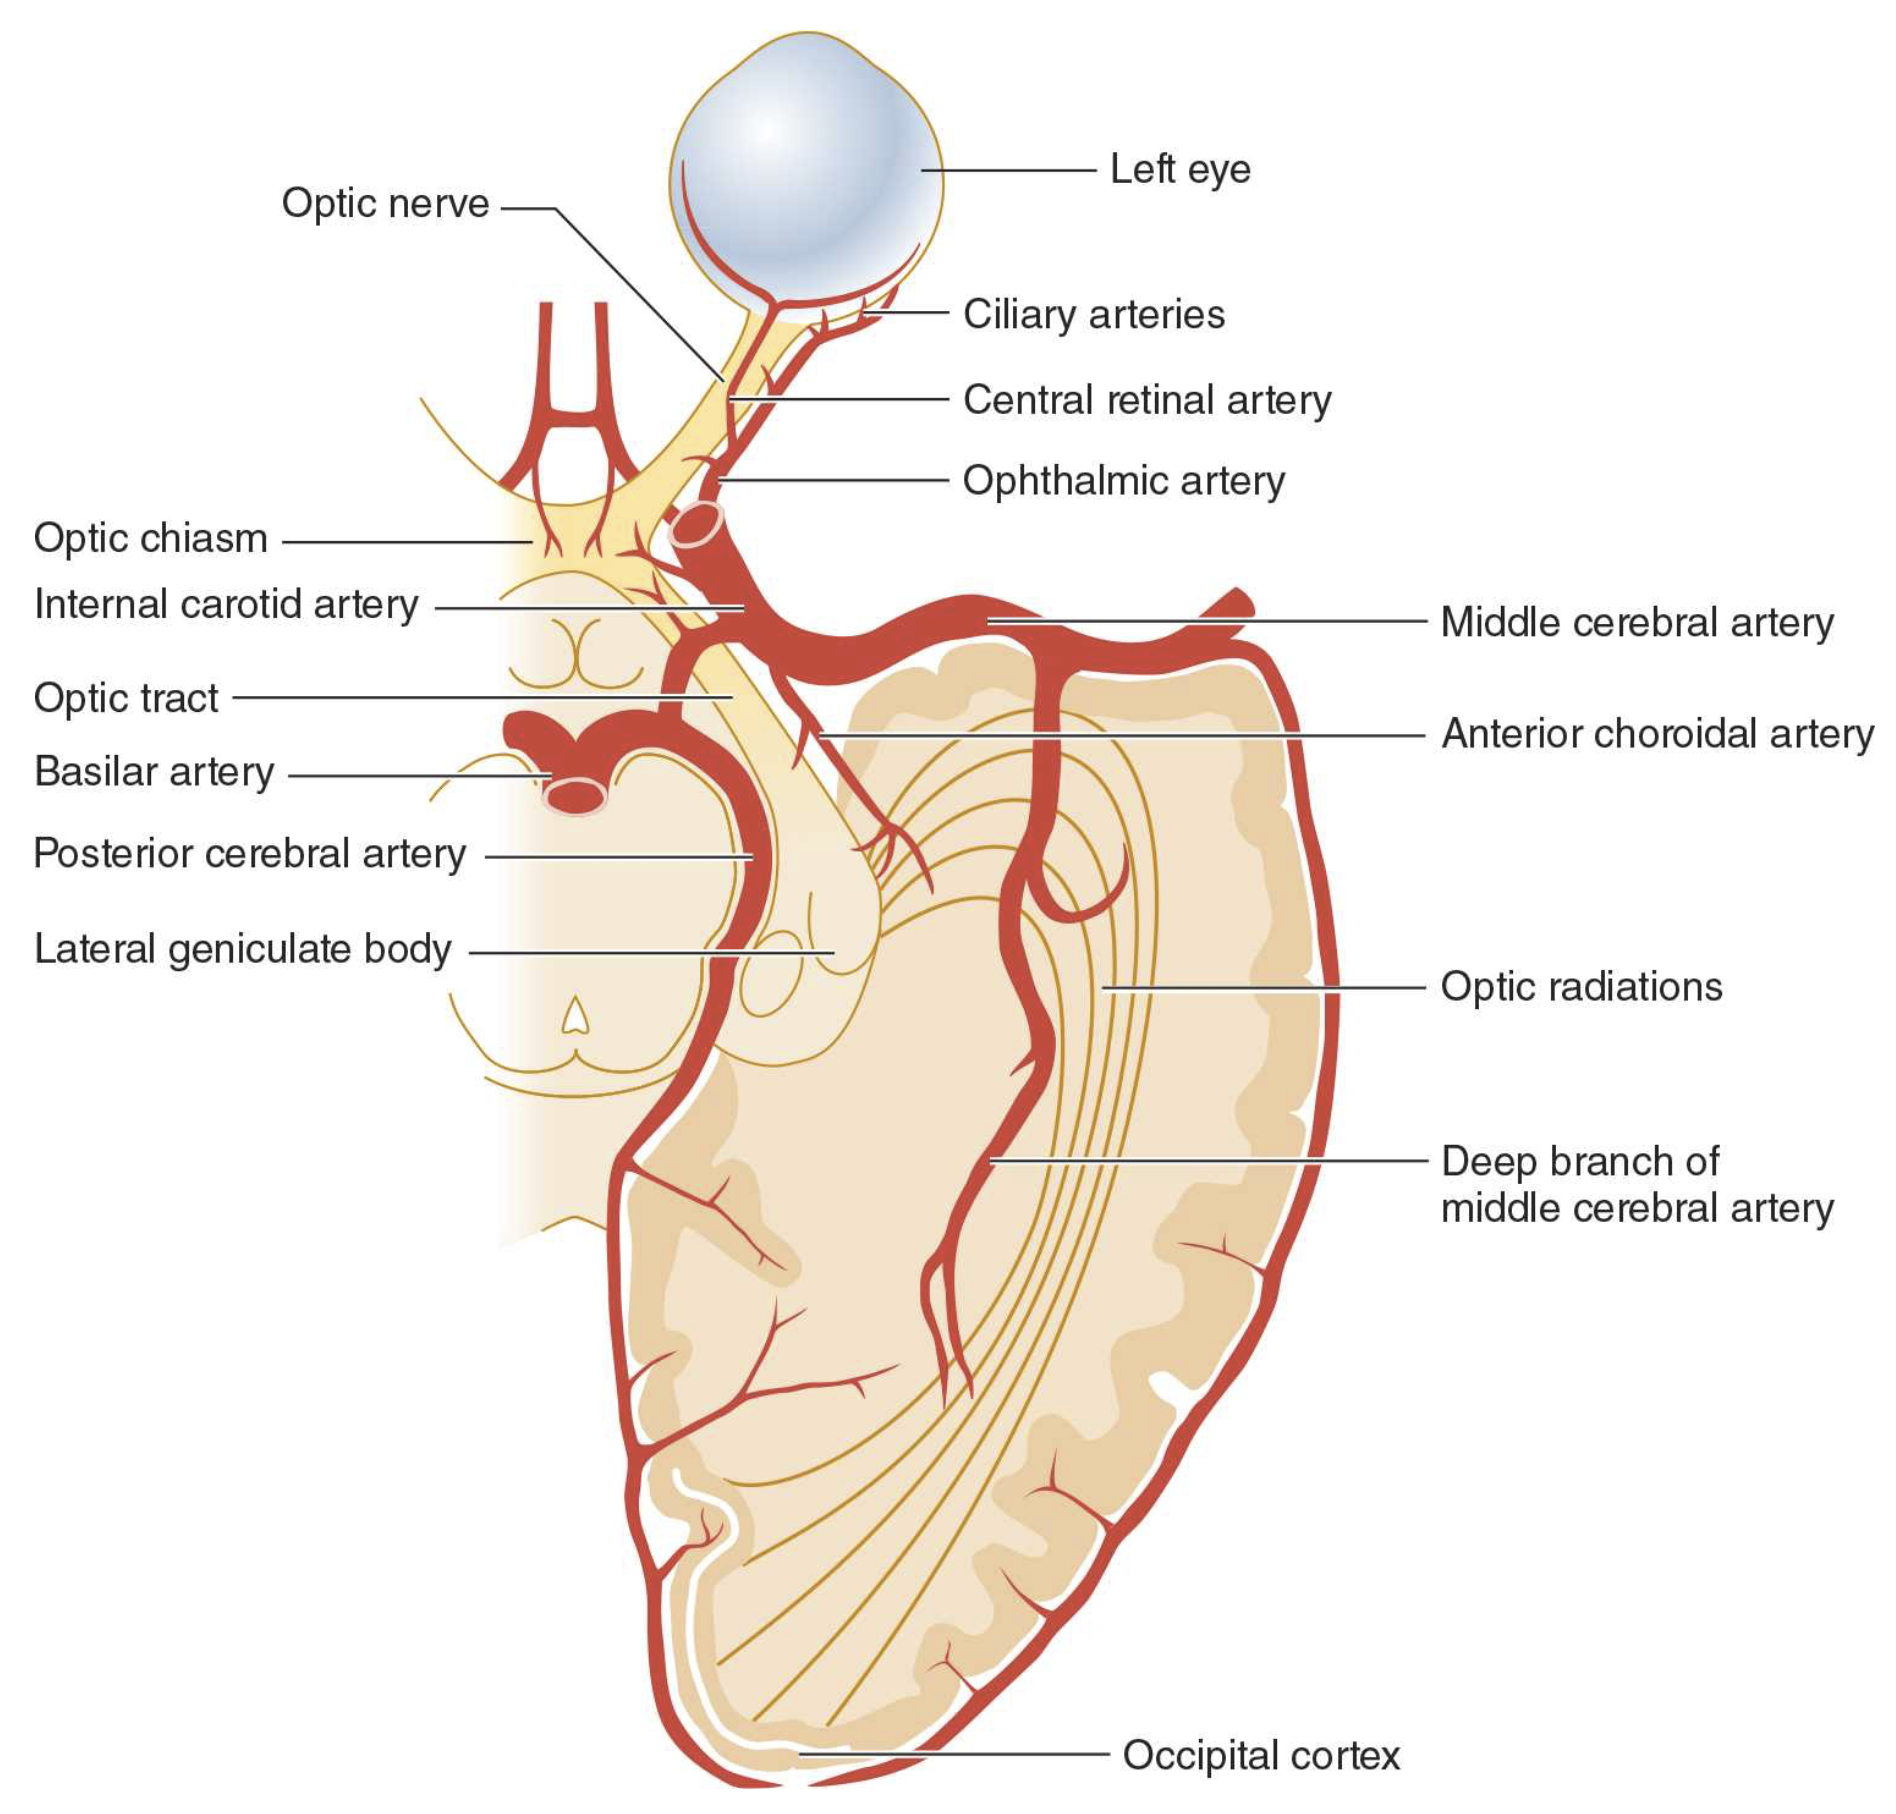 Left eye
Optic nerve
Ciliary arteries
Central retinal artery
Ophthalmic artery
Optic chiasm
Internal carotid artery
Middle cerebral artery
Optic tract
Anterior choroidal artery
Basilar artery
Posterior cerebral artery
Lateral geniculate body
Optic radiations
Deep branch of
middle cerebral artery
Occipital cortex